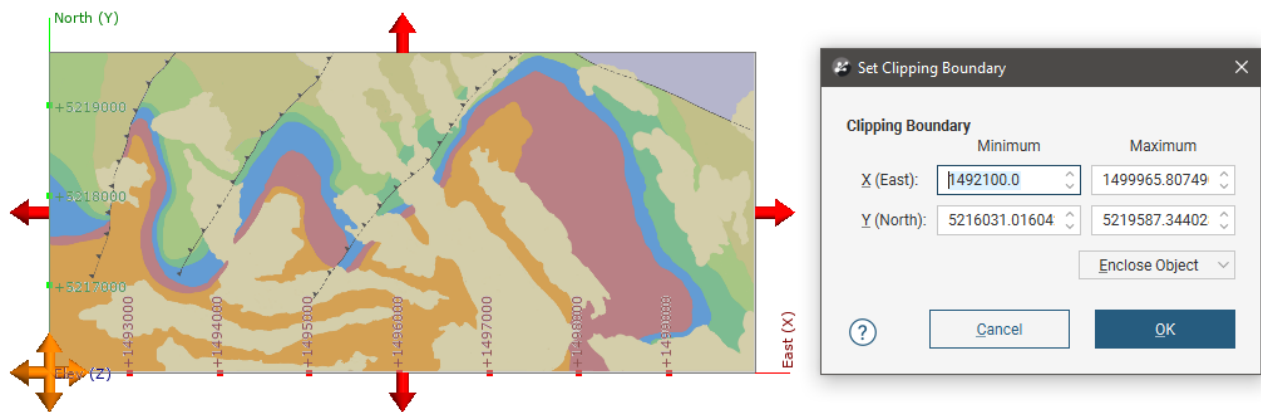 North (Y)
+5219000
+5218000
+5217000
Elev (Z)
+1493000
+1494000
+1495000
+1496000
+1497000
+1498000
+1499000
East (X)
Set Clipping Boundary
Clipping Boundary
Minimum Maximum
X (East): 1492100.0 1499965.80749
Y (North): 5216031.01604 5219587.34402
Enclose Object
? Cancel OK